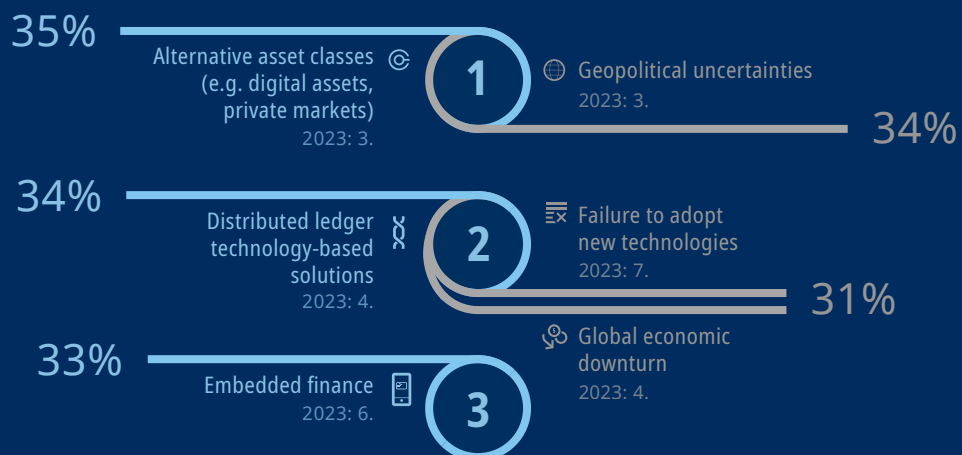 35%
Alternative asset classes
(e.g. digital assets,
private markets)
2023: 3.
1
Geopolitical uncertainties
2023: 3.
34%
34%
Distributed ledger
technology-based
solutions
2023: 4.
2
Failure to adopt
new technologies
2023: 7.
31%
Global economic
downturn
2023: 4.
33%
Embedded finance
2023: 6.
3